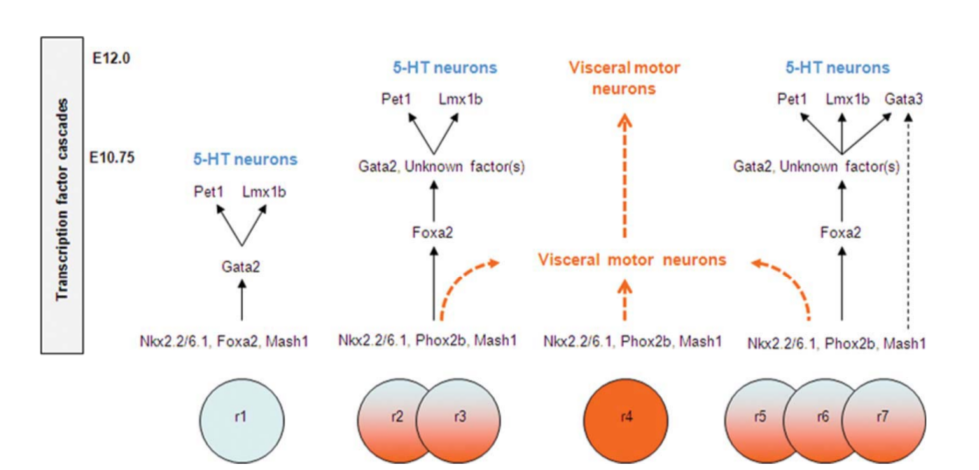 E12.0
E10.75
Transcription factor cascades
5-HT neurons
Pet1 Lmx1b
Gata2
Nkx2.2/6.1, Foxa2, Mash1
r1
5-HT neurons
Pet1 Lmx1b
Gata2, Unknown factor(s)
Foxa2
Nkx2.2/6.1, Phox2b, Mash1
r2 r3
Visceral motor
neurons
Visceral motor neurons
Nkx2.2/6.1, Phox2b, Mash1
r4
5-HT neurons
Pet1 Lmx1b Gata3
Gata2, Unknown factor(s)
Foxa2
Nkx2.2/6.1, Phox2b, Mash1
r5 r6 r7